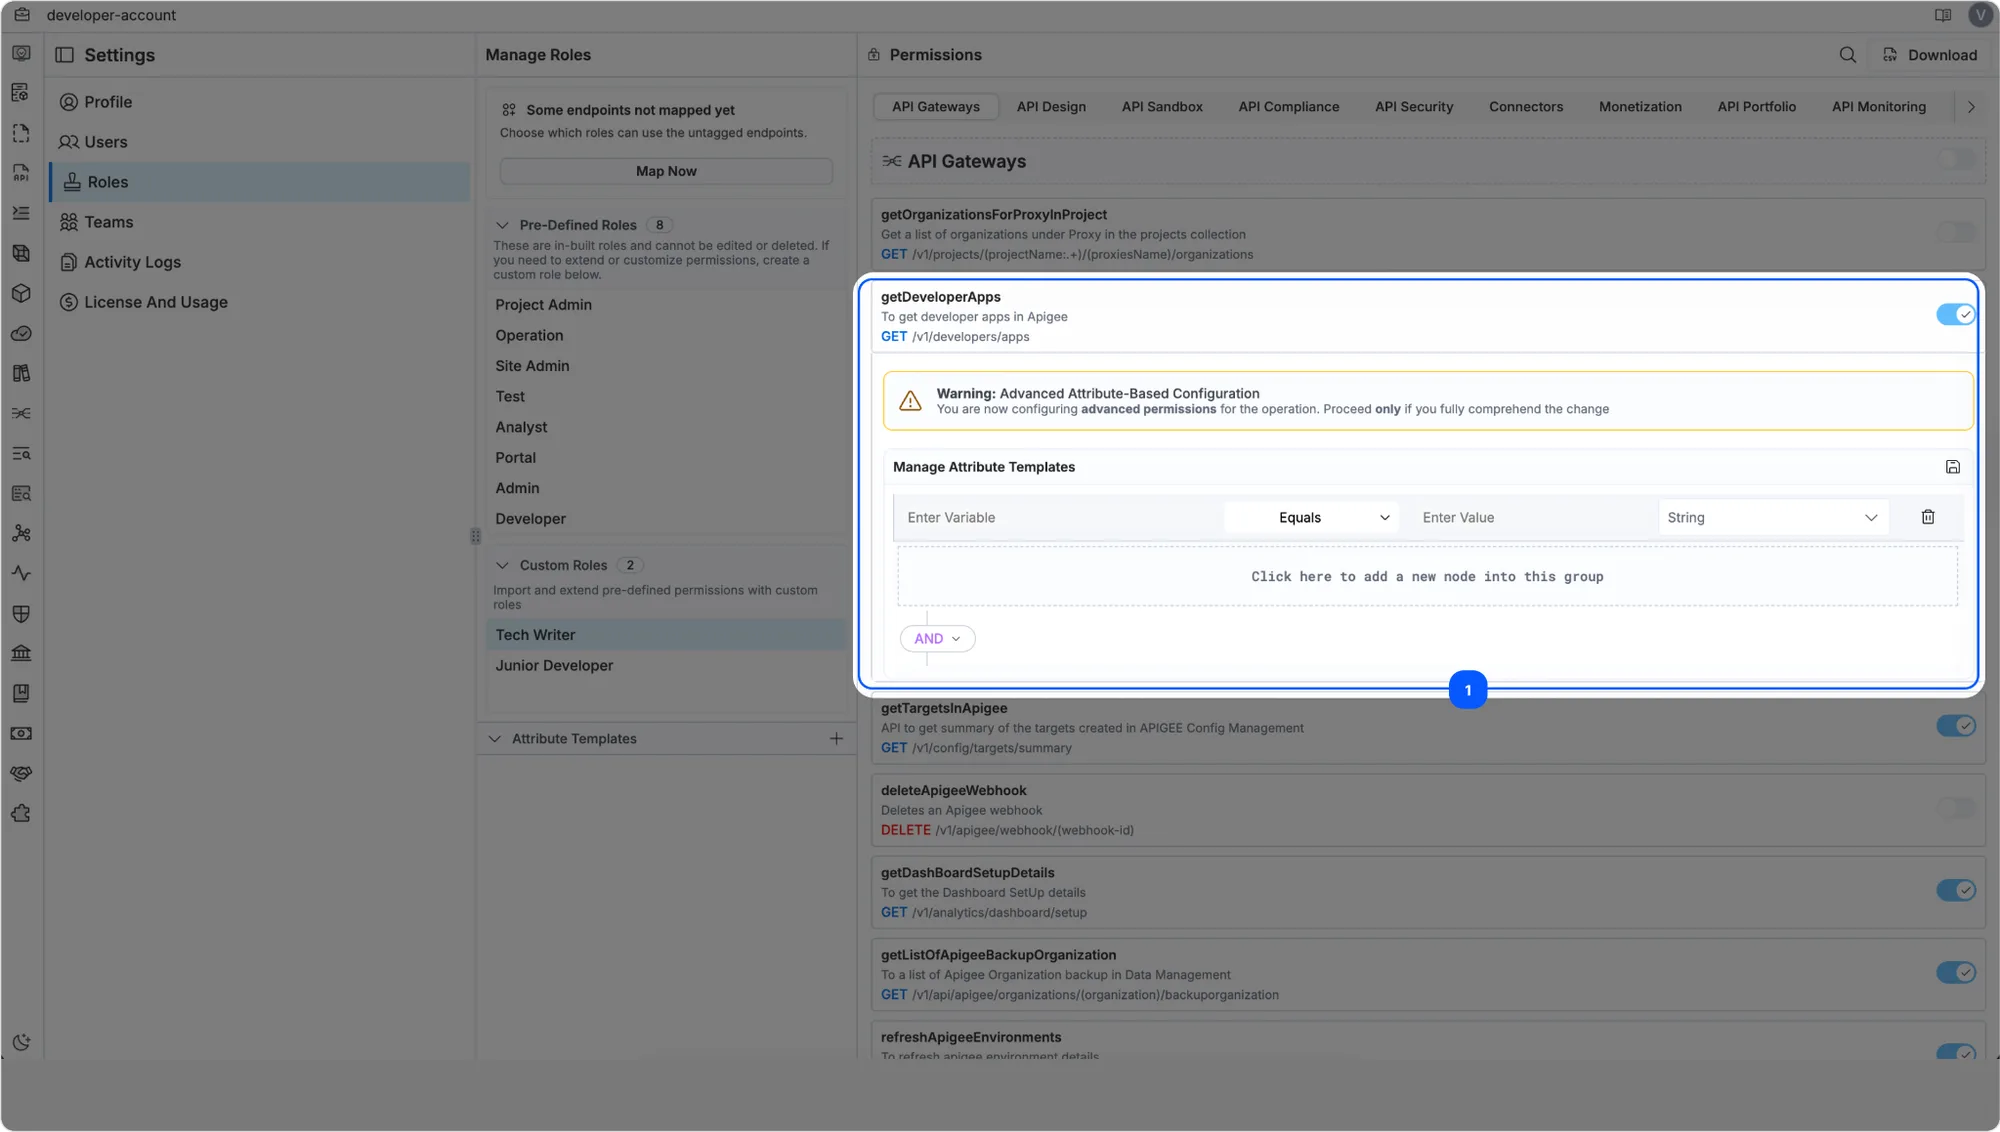 developer-account
V
Settings
Profile
Users
Roles
Teams
Activity Logs
License And Usage
Manage Roles
Some endpoints not mapped yet
Choose which roles can use the untagged endpoints.
Map Now
Pre-Defined Roles 8
These are in-built roles and cannot be edited or deleted. If
you need to extend or customize permissions, create a
custom role below.
Project Admin
Operation
Site Admin
Test
Analyst
Portal
Admin
Developer
Custom Roles 2
Import and extend pre-defined permissions with custom
roles
Tech Writer
Junior Developer
Attribute Templates
Permissions
CSV Download
API Gateways API Design API Sandbox API Compliance API Security Connectors Monetization API Portfolio API Monitoring
API Gateways
getOrganizationsForProxyInProject
Get a list of organizations under Proxy in the projects collection
GET /v1/projects/(projectName:.+)/(proxiesName)/organizations
getDeveloperApps
To get developer apps in Apigee
GET /v1/developers/apps
Warning: Advanced Attribute-Based Configuration
You are now configuring advanced permissions for the operation. Proceed only if you fully comprehend the change
Manage Attribute Templates
Enter Variable Equals Enter Value String
Click here to add a new node into this group
AND
1
getTargetsInApigee
API to get summary of the targets created in APIGEE Config Management
GET /v1/config/targets/summary
deleteApigeeWebhook
Deletes an Apigee webhook
DELETE /v1/apigee/webhook/(webhook-id)
getDashBoardSetupDetails
To get the Dashboard SetUp details
GET /v1/analytics/dashboard/setup
getListOfApigeeBackupOrganization
To a list of Apigee Organization backup in Data Management
GET /v1/api/apigee/organizations/(organization)/backuporganization
refreshApigeeEnvironments
To refresh apigee environment details
API